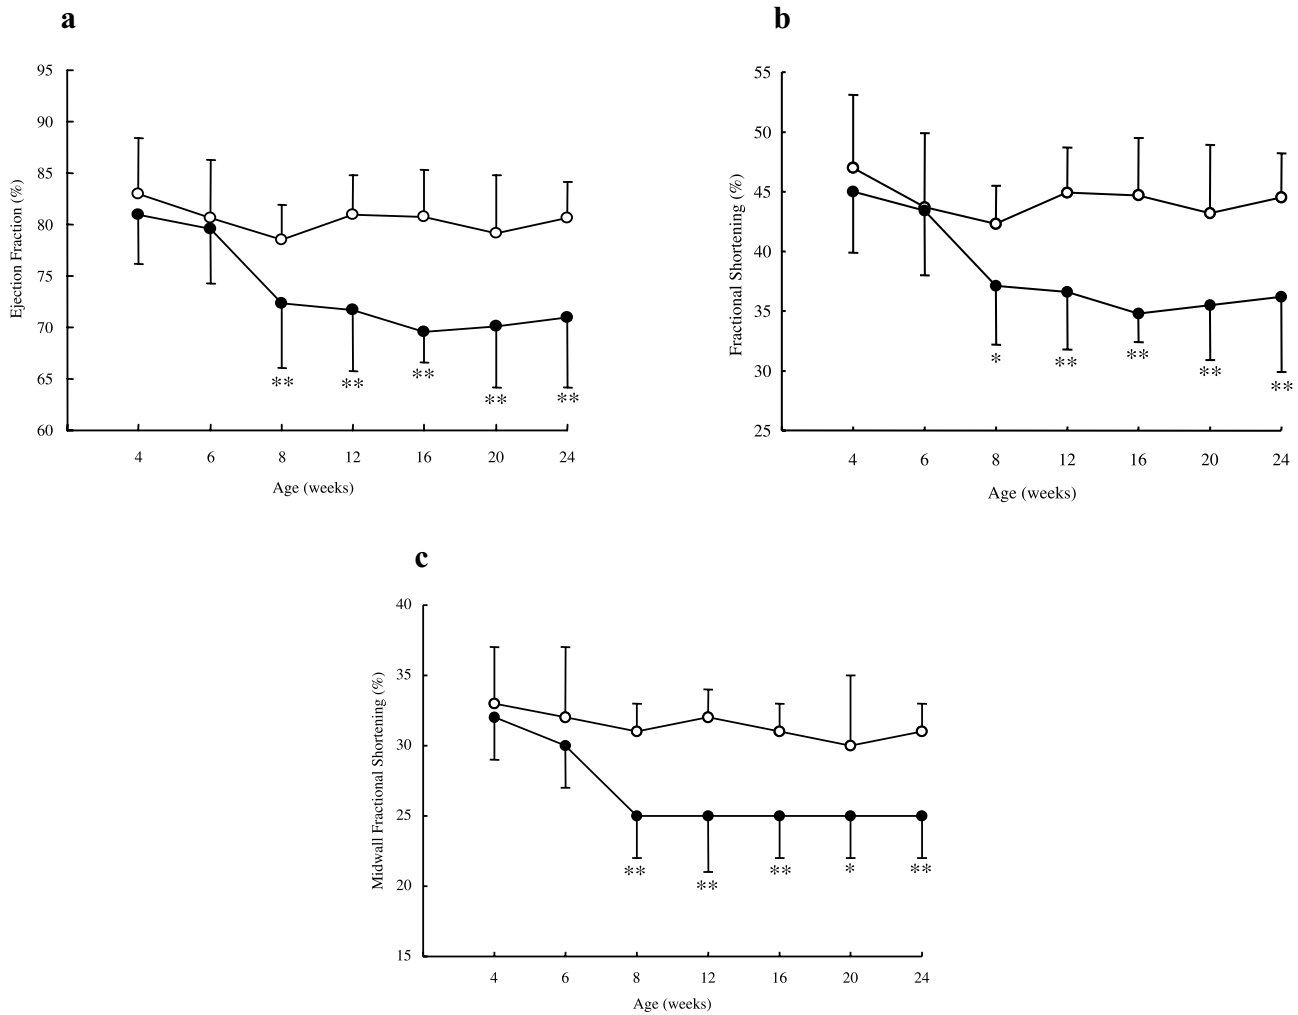 a
95
90
85
80
75
70
65
60
Ejection Fraction (%)
** ** ** ** **
4 6 8 12 16 20 24
Age (weeks)
b
55
50
45
40
35
30
25
Fractional Shortening (%)
* ** ** ** **
4 6 8 12 16 20 24
Age (weeks)
c
40
35
30
25
20
15
Midwall Fractional Shortening (%)
** ** ** * **
4 6 8 12 16 20 24
Age (weeks)